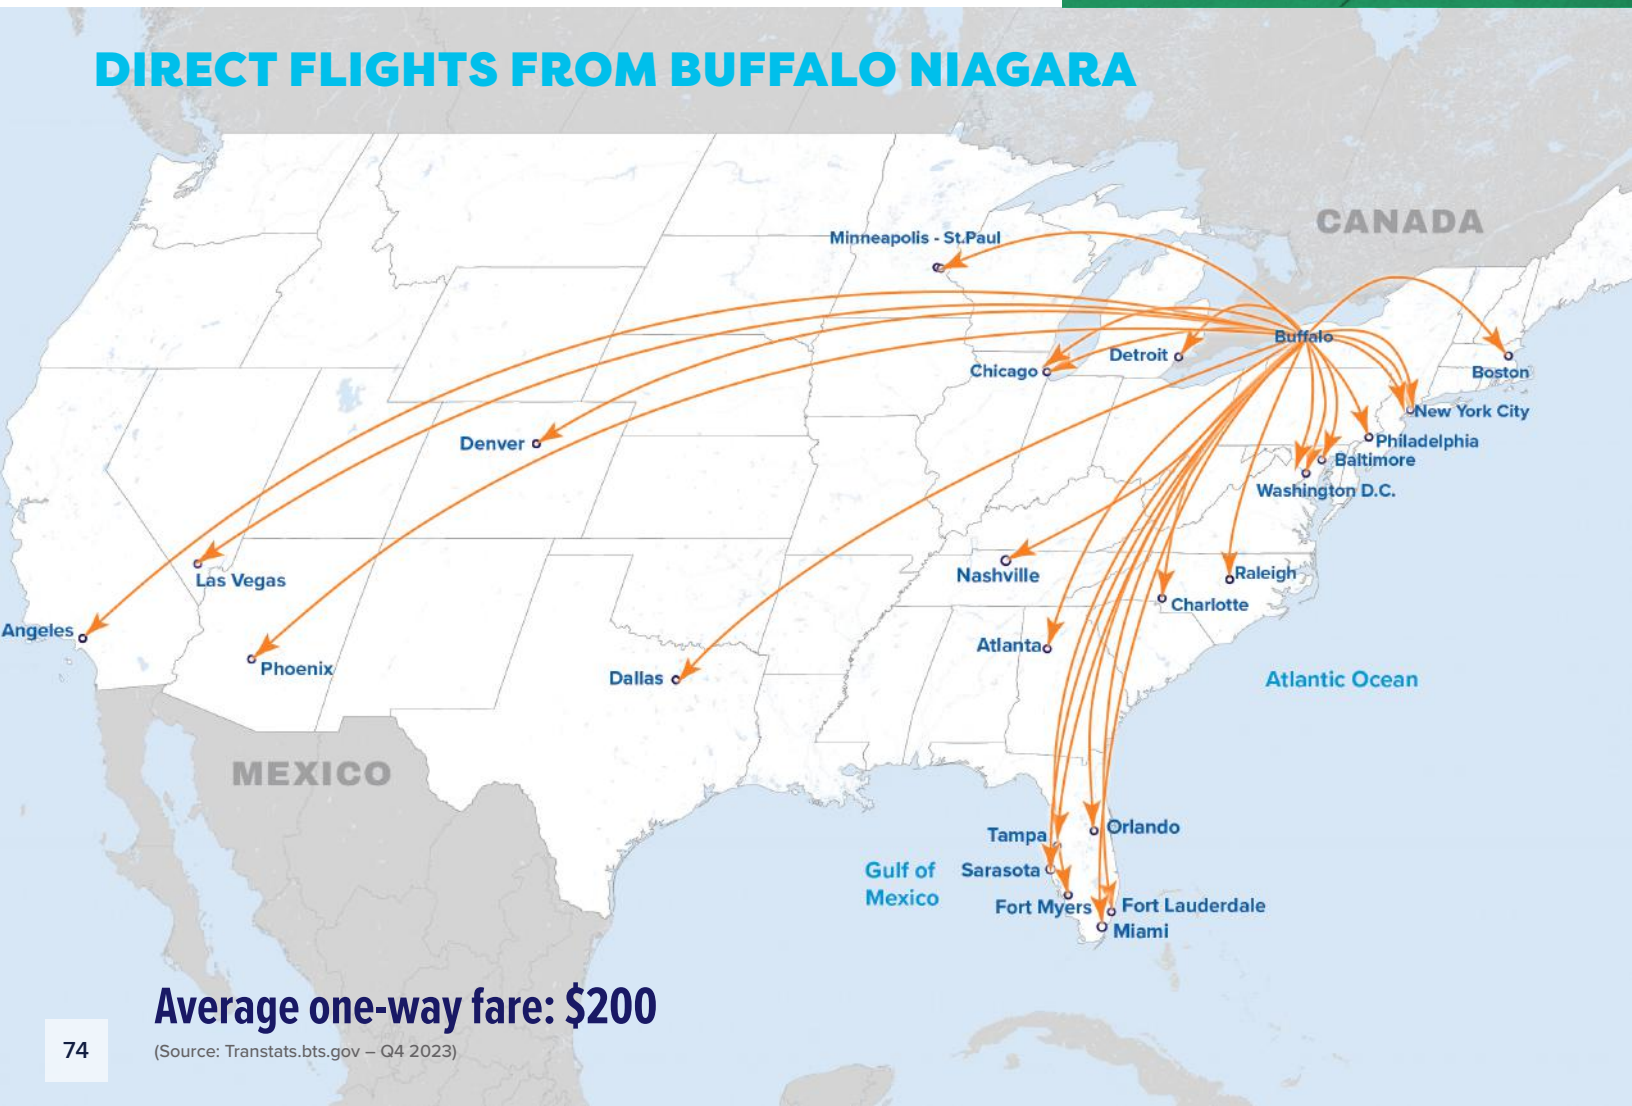 DIRECT FLIGHTS FROM BUFFALO NIAGARA
CANADA
Minneapolis - St.Paul
Buffalo
Detroit
Chicago
Boston
New York City
Denver
Philadelphia
Baltimore
Washington D.C.
Las Vegas
Nashville
Raleigh
Charlotte
Angeles
Atlanta
Phoenix
Dallas
Atlantic Ocean
MEXICO
Tampa
Orlando
Gulf of
Mexico
Sarasota
Fort Myers
Fort Lauderdale
Miami
Average one-way fare: $200
(Source: Transtats.bts.gov – Q4 2023)
74